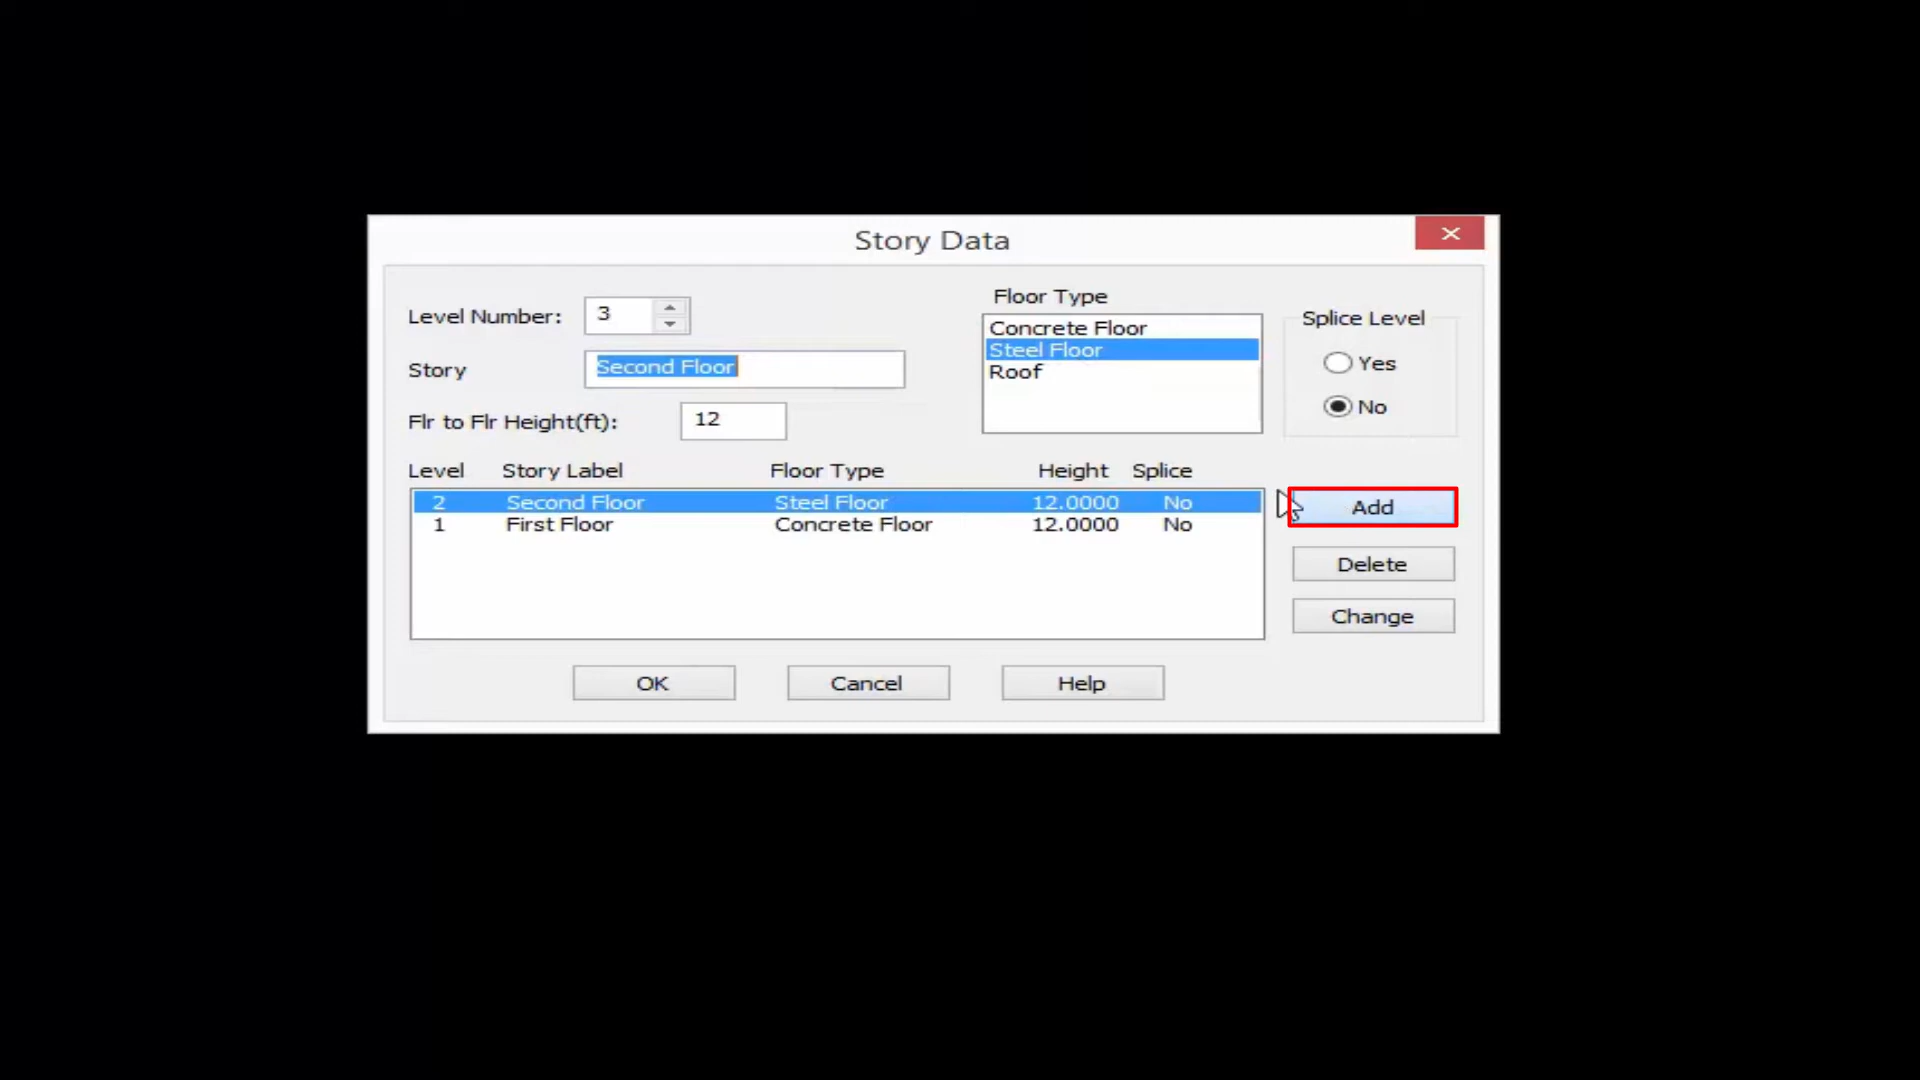 Story Data
Level Number: 3
Story Second Floor
Flr to Flr Height(ft): 12
Floor Type
Concrete Floor
Steel Floor
Roof
Splice Level
Yes
No
Level Story Label Floor Type Height Splice
2 Second Floor Steel Floor 12.0000 No
1 First Floor Concrete Floor 12.0000 No
Add
Delete
Change
OK Cancel Help